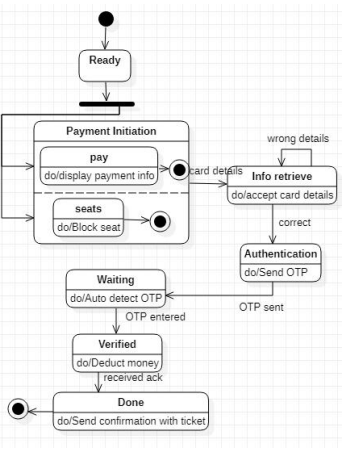 Ready
Payment Initiation
pay
do/display payment info
card details
seats
do/Block seat
wrong details
Info retrieve
do/accept card details
correct
Authentication
do/Send OTP
OTP sent
Waiting
do/Auto detect OTP
OTP entered
Verified
do/Deduct money
received ack
Done
do/Send confirmation with ticket